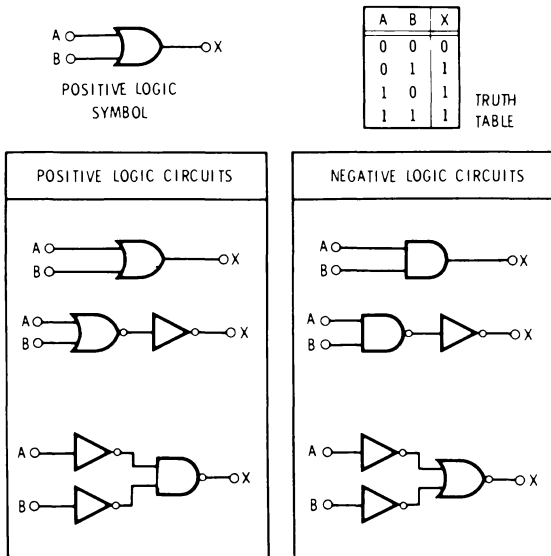 A
B
X
POSITIVE LOGIC
SYMBOL
A B X
0 0 0
0 1 1
1 0 1
1 1 1
TRUTH
TABLE
POSITIVE LOGIC CIRCUITS
A
B
X
A
B
X
A
B
X
NEGATIVE LOGIC CIRCUITS
A
B
X
A
B
X
A
B
X